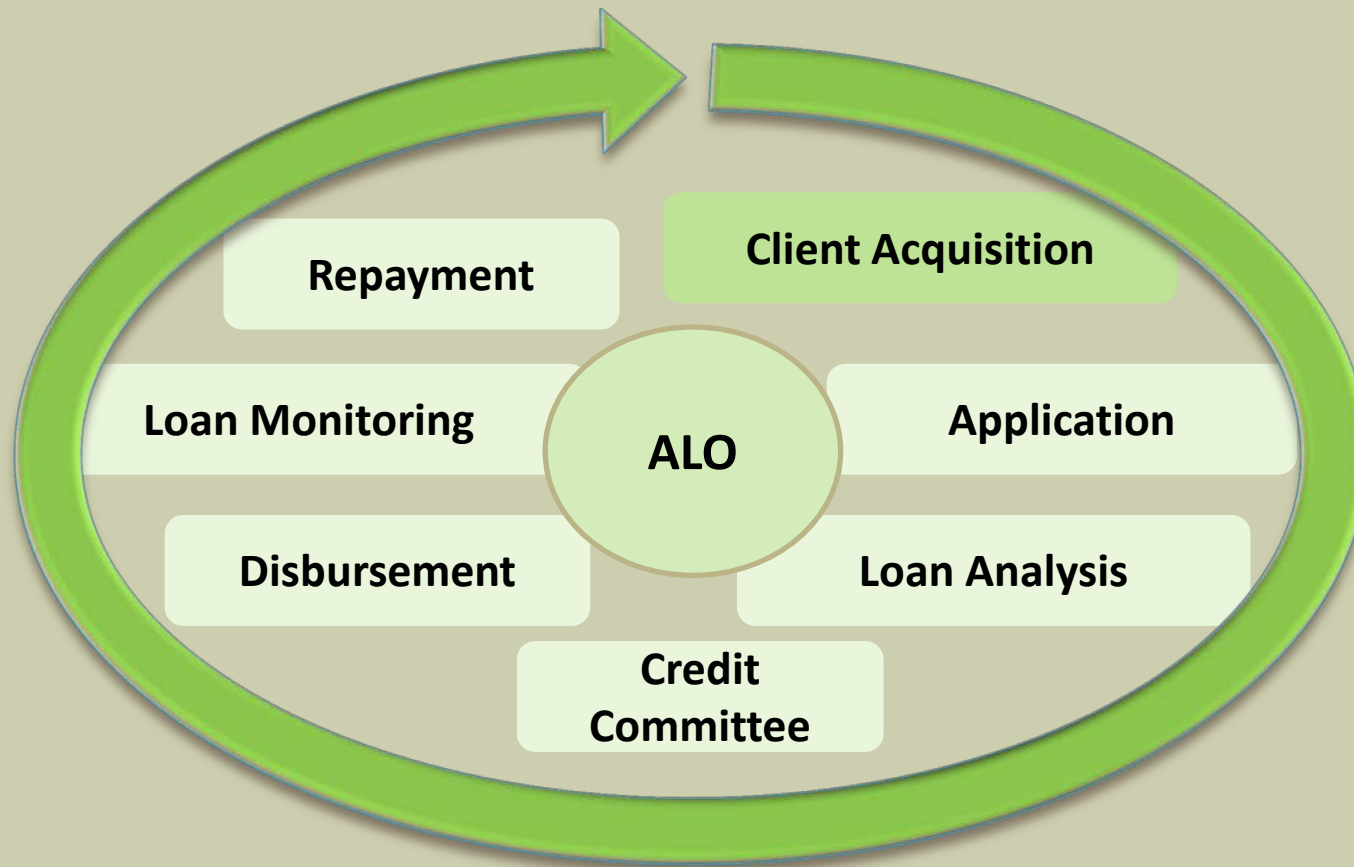 Client Acquisition
Repayment
Loan Monitoring
Application
ALO
Disbursement
Loan Analysis
Credit
Committee